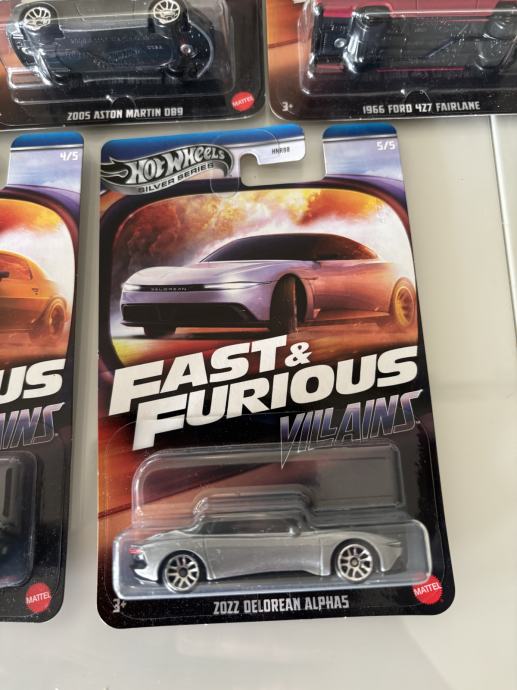 2005 ASTON MARTIN DB9
MATTEL
3+
1966 FORD 427 FAIRLANE
4/5
US
AINS
MATTEL
HOT WHEELS
SILVER SERIES
HNR88
5/5
DELOREAN
FAST &
FURIOUS
VILLAINS
3+
2022 DELOREAN ALPHA5
MATTEL